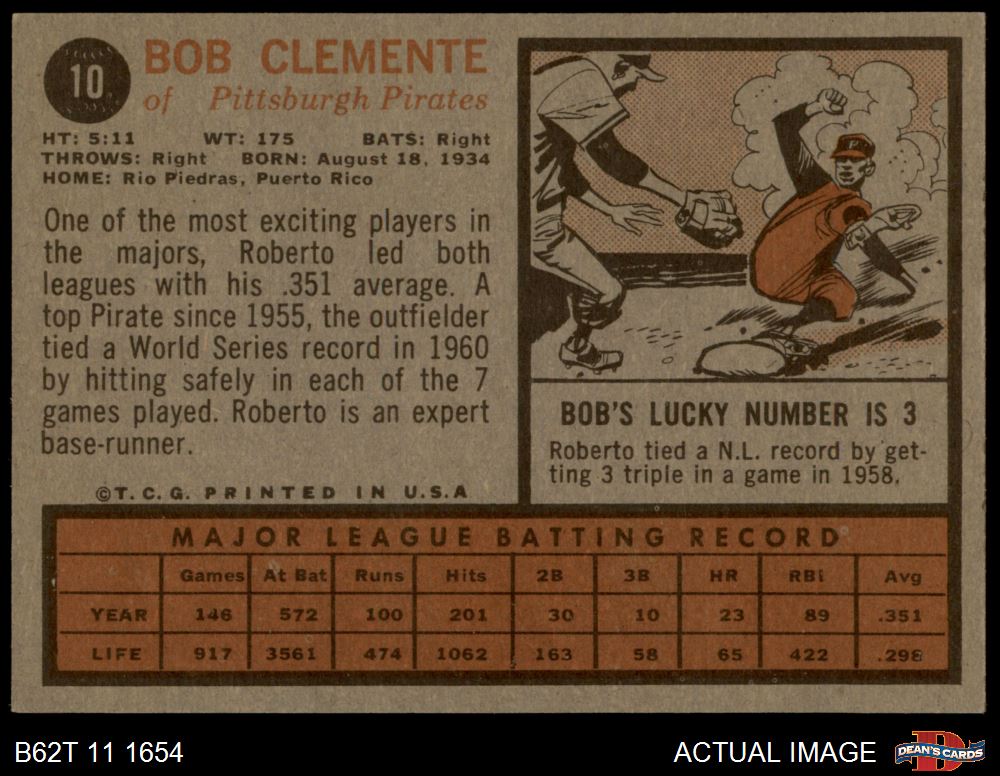 10
BOB CLEMENTE
of Pittsburgh Pirates
HT: 5:11 WT: 175 BATS: Right
THROWS: Right BORN: August 18, 1934
HOME: Rio Piedras, Puerto Rico
One of the most exciting players in
the majors, Roberto led both
leagues with his .351 average. A
top Pirate since 1955, the outfielder
tied a World Series record in 1960
by hitting safely in each of the 7
games played. Roberto is an expert
base-runner.
©T. C. G. PRINTED IN U.S.A
P
BOB'S LUCKY NUMBER IS 3
Roberto tied a N.L. record by get-
ting 3 triple in a game in 1958.
MAJOR LEAGUE BATTING RECORD
Games At Bat Runs Hits 2B 3B HR RBI Avg
YEAR 146 572 100 201 30 10 23 89 .351
LIFE 917 3561 474 1062 163 58 65 422 .298
B62T 11 1654 ACTUAL IMAGE D DEAN'S CARDS